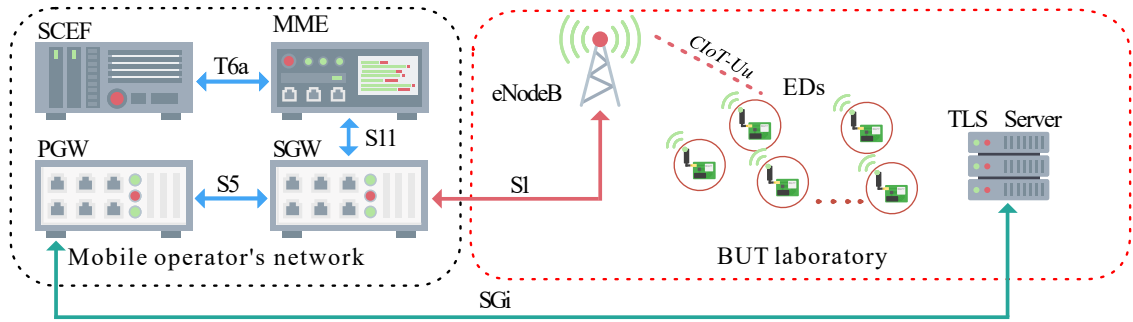 SCEF
MME
T6a
eNodeB
CIoT-Uu
EDs
TLS Server
S11
PGW
SGW
S5
S1
Mobile operator's network
BUT laboratory
SGi